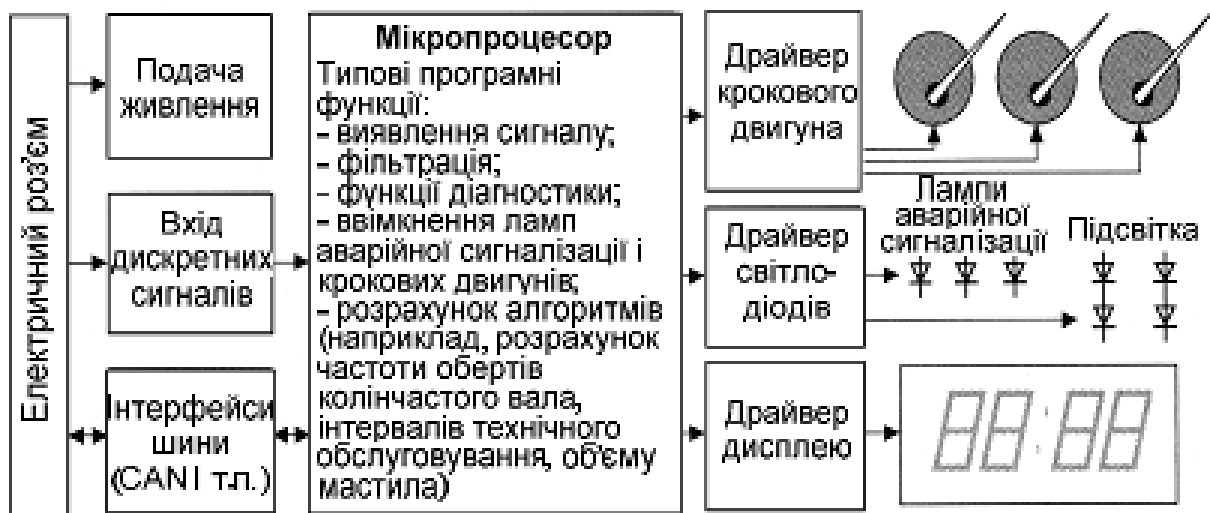 Електричний роз'єм
Подача
живлення
Вхід
дискретних
сигналів
Інтерфейси
шини
(CAN І т.п.)
Мікропроцесор
Типові програмні
функції:
– виявлення сигналу;
– фільтрація;
– функції діагностики;
– ввімкнення ламп
аварійної сигналізації і
крокових двигунів;
– розрахунок алгоритмів
(наприклад, розрахунок
частоти обертів
колінчастого вала,
інтервалів технічного
обслуговування, об'єму
мастила)
Драйвер
крокового
двигуна
Драйвер
світло-
діодів
Драйвер
дисплею
Лампи
аварійної
сигналізації
Підсвітка
88:88